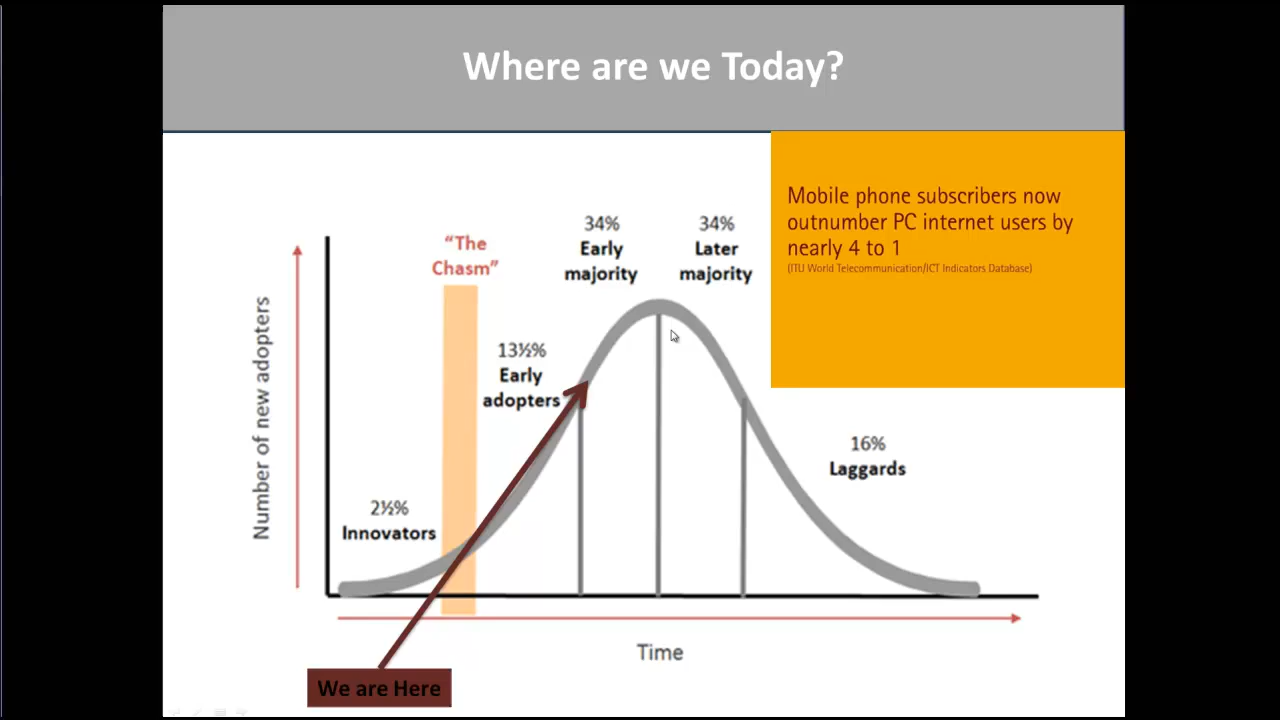 Where are we Today?
Mobile phone subscribers now
outnumber PC internet users by
nearly 4 to 1
(ITU World Telecommunication/ICT Indicators Database)
34%
Early
majority
34%
Later
majority
"The
Chasm"
13½%
Early
adopters
16%
Laggards
2½%
Innovators
Number of new adopters
Time
We are Here